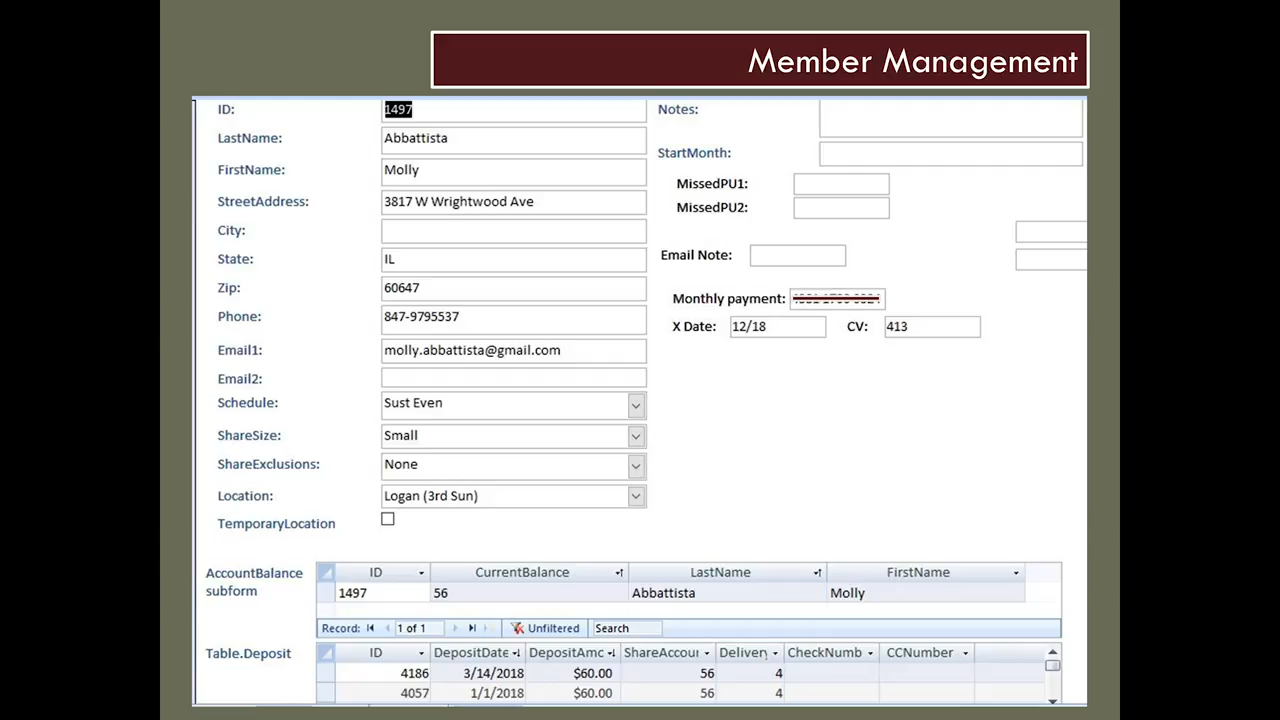 Member Management
ID: 1497
LastName: Abbattista
FirstName: Molly
StreetAddress: 3817 W Wrightwood Ave
City:
State: IL
Zip: 60647
Phone: 847-9795537
Email1: molly.abbattista@gmail.com
Email2:
Schedule: Sust Even
ShareSize: Small
ShareExclusions: None
Location: Logan (3rd Sun)
TemporaryLocation
Notes:
StartMonth:
MissedPU1:
MissedPU2:
Email Note:
Monthly payment:
X Date: 12/18 CV: 413
AccountBalance
subform
ID CurrentBalance LastName FirstName
1497 56 Abbattista Molly
Record: 1 of 1 Unfiltered Search
Table.Deposit
ID DepositDate DepositAmc ShareAccour Delivery CheckNumb CCNumber
4186 3/14/2018 $60.00 56 4
4057 1/1/2018 $60.00 56 4